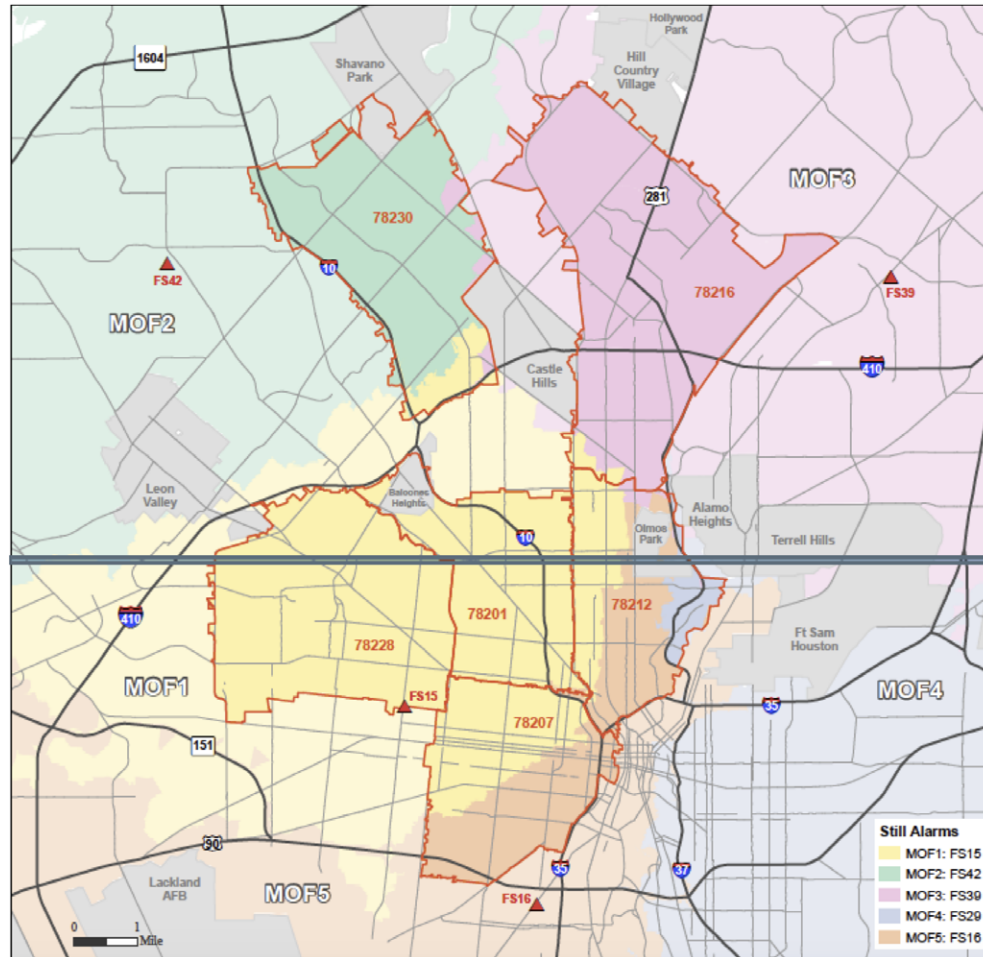 Hollywood
Park
1604
Shavano
Park
Hill
Country
Village
MOF3
281
78230
FS42
10
78216
FS39
MOF2
Castle
Hills
410
Leon
Valley
Balcones
Heights
10
Olmos
Park
Alamo
Heights
Terrell Hills
410
78201
78212
78228
Ft Sam
Houston
MOF1
FS15
MOF4
78207
35
151
90
Lackland
AFB
MOF5
FS16
35
37
0 1
Mile
Still Alarms
MOF1: FS15
MOF2: FS42
MOF3: FS39
MOF4: FS29
MOF5: FS16